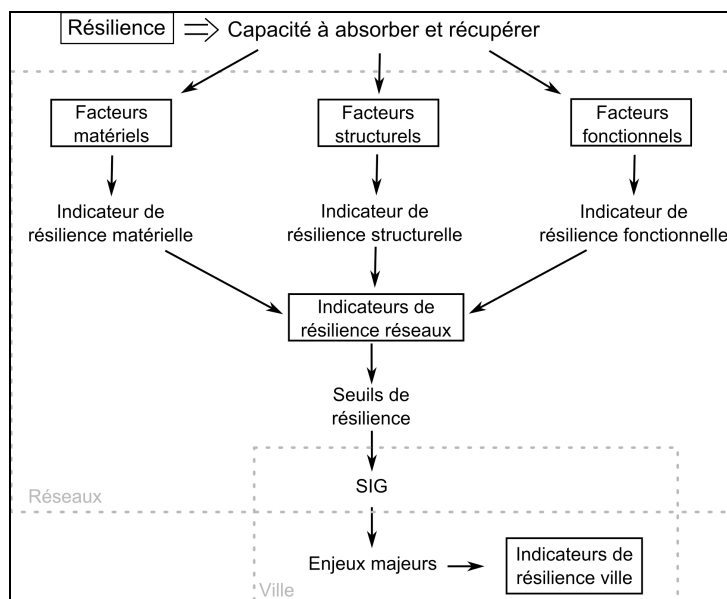 Résilience
Capacité à absorber et récupérer
Facteurs
matériels
Facteurs
structurels
Facteurs
fonctionnels
Indicateur de
résilience matérielle
Indicateur de
résilience structurelle
Indicateur de
résilience fonctionnelle
Indicateurs de
résilience réseaux
Seuils de
résilience
SIG
Réseaux
Enjeux majeurs
Indicateurs de
résilience ville
Ville